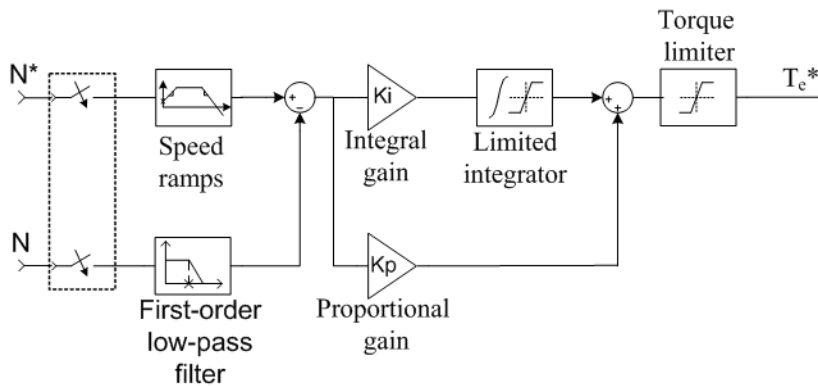 Torque
limiter
N*
Ki
Te*
Speed
ramps
Integral
gain
Limited
integrator
N
Kp
First-order
low-pass
filter
Proportional
gain